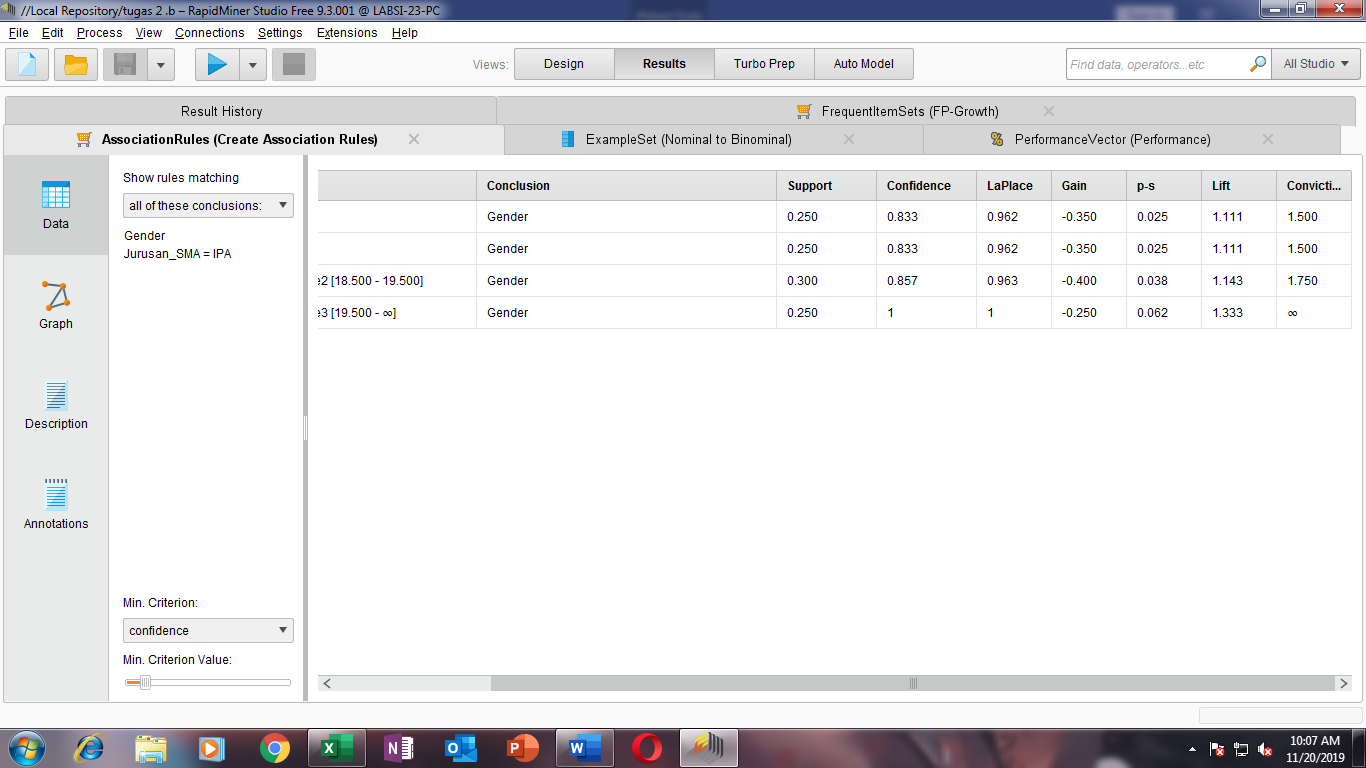 //Local Repository/tugas 2 .b – RapidMiner Studio Free 9.3.001 @ LABSI-23-PC
File Edit Process View Connections Settings Extensions Help
Views: Design Results Turbo Prep Auto Model Find data, operators...etc All Studio
Result History FrequentItemSets (FP-Growth)
AssociationRules (Create Association Rules) ExampleSet (Nominal to Binominal) PerformanceVector (Performance)
Data
Graph
Description
Annotations
Show rules matching
all of these conclusions:
Gender
Jurusan_SMA = IPA
Min. Criterion:
confidence
Min. Criterion Value:
Conclusion Support Confidence LaPlace Gain p-s Lift Convicti...
Gender 0.250 0.833 0.962 -0.350 0.025 1.111 1.500
Gender 0.250 0.833 0.962 -0.350 0.025 1.111 1.500
e2 [18.500 - 19.500] Gender 0.300 0.857 0.963 -0.400 0.038 1.143 1.750
e3 [19.500 - ∞] Gender 0.250 1 1 -0.250 0.062 1.333 ∞
10:07 AM
11/20/2019